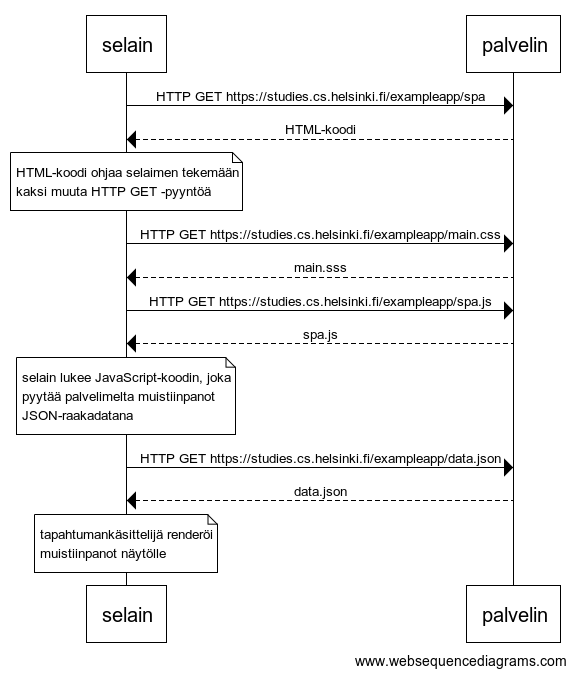 selain palvelin
HTTP GET https://studies.cs.helsinki.fi/exampleapp/spa
HTML-koodi
HTML-koodi ohjaa selaimen tekemään
kaksi muuta HTTP GET -pyyntöä
HTTP GET https://studies.cs.helsinki.fi/exampleapp/main.css
main.sss
HTTP GET https://studies.cs.helsinki.fi/exampleapp/spa.js
spa.js
selain lukee JavaScript-koodin, joka
pyytää palvelimelta muistiinpanot
JSON-raakadatana
HTTP GET https://studies.cs.helsinki.fi/exampleapp/data.json
data.json
tapahtumankäsittelijä renderöi
muistiinpanot näytölle
selain palvelin
www.websequencediagrams.com